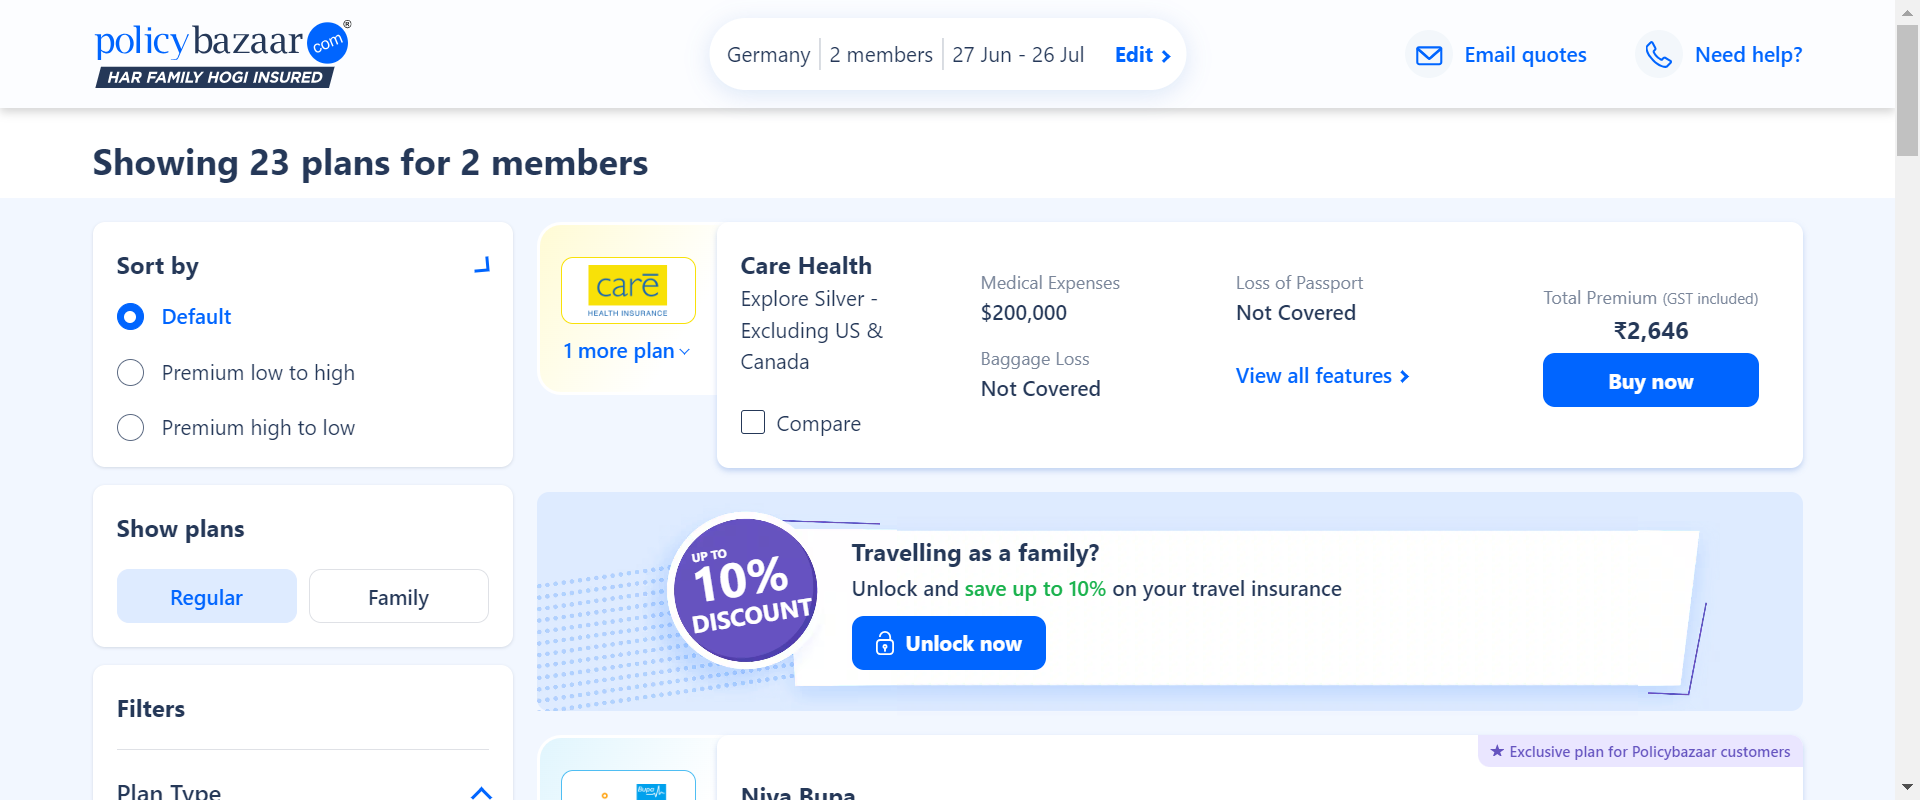 policybazaar com ®
HAR FAMILY HOGI INSURED
Germany 2 members 27 Jun - 26 Jul Edit
Email quotes
Need help?
Showing 23 plans for 2 members
Sort by
Default
Premium low to high
Premium high to low
Show plans
Regular Family
Filters
Plan Type
care
HEALTH INSURANCE
1 more plan
Care Health
Explore Silver -
Excluding US &
Canada
Compare
Medical Expenses
$200,000
Baggage Loss
Not Covered
Loss of Passport
Not Covered
View all features
Total Premium (GST included)
₹2,646
Buy now
UP TO
10%
DISCOUNT
Travelling as a family?
Unlock and save up to 10% on your travel insurance
Unlock now
Exclusive plan for Policybazaar customers
Bupa
Niva Bupa